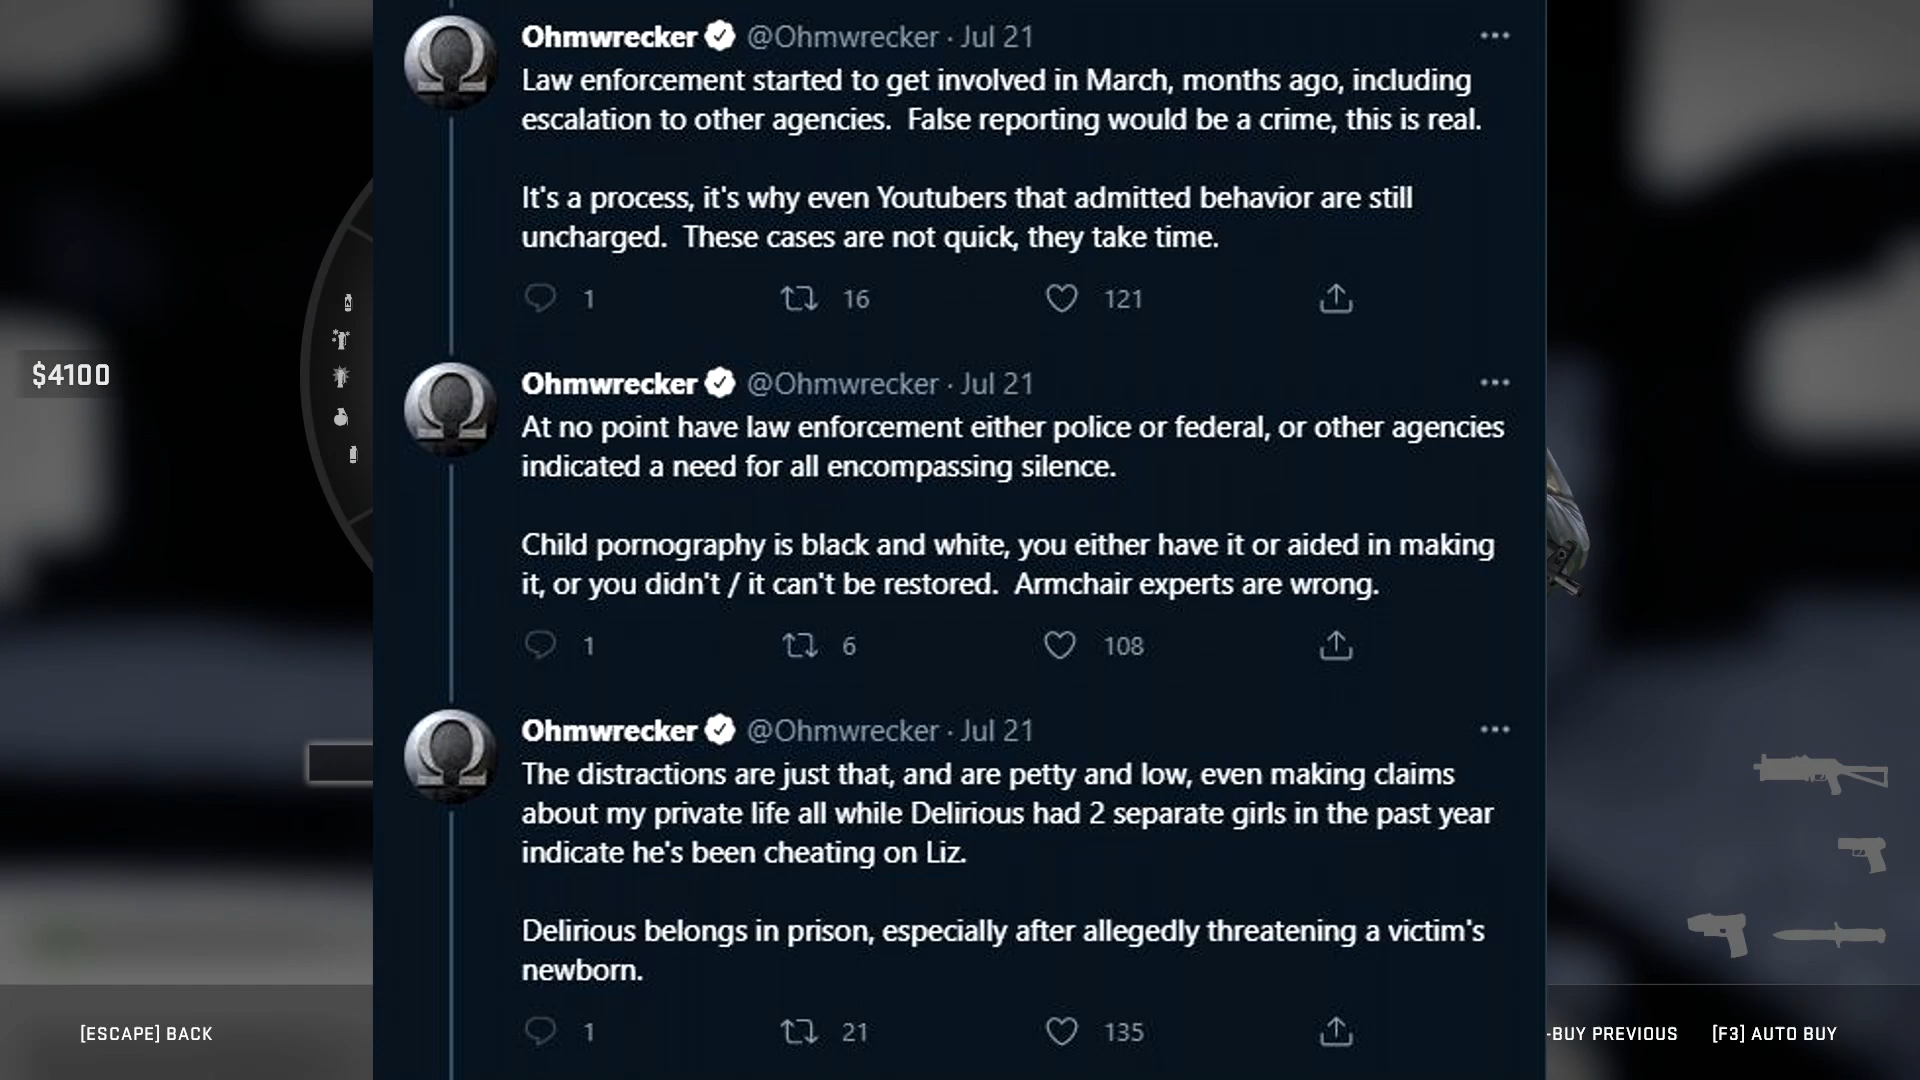 Ohmwrecker @Ohmwrecker · Jul 21
Law enforcement started to get involved in March, months ago, including
escalation to other agencies.  False reporting would be a crime, this is real.
It's a process, it's why even Youtubers that admitted behavior are still
uncharged.  These cases are not quick, they take time.
1 16 121
$4100
Ohmwrecker @Ohmwrecker · Jul 21
At no point have law enforcement either police or federal, or other agencies
indicated a need for all encompassing silence.
Child pornography is black and white, you either have it or aided in making
it, or you didn't / it can't be restored.  Armchair experts are wrong.
1 6 108
Ohmwrecker @Ohmwrecker · Jul 21
The distractions are just that, and are petty and low, even making claims
about my private life all while Delirious had 2 separate girls in the past year
indicate he's been cheating on Liz.
Delirious belongs in prison, especially after allegedly threatening a victim's
newborn.
1 21 135
[ESCAPE] BACK
-BUY PREVIOUS
[F3] AUTO BUY